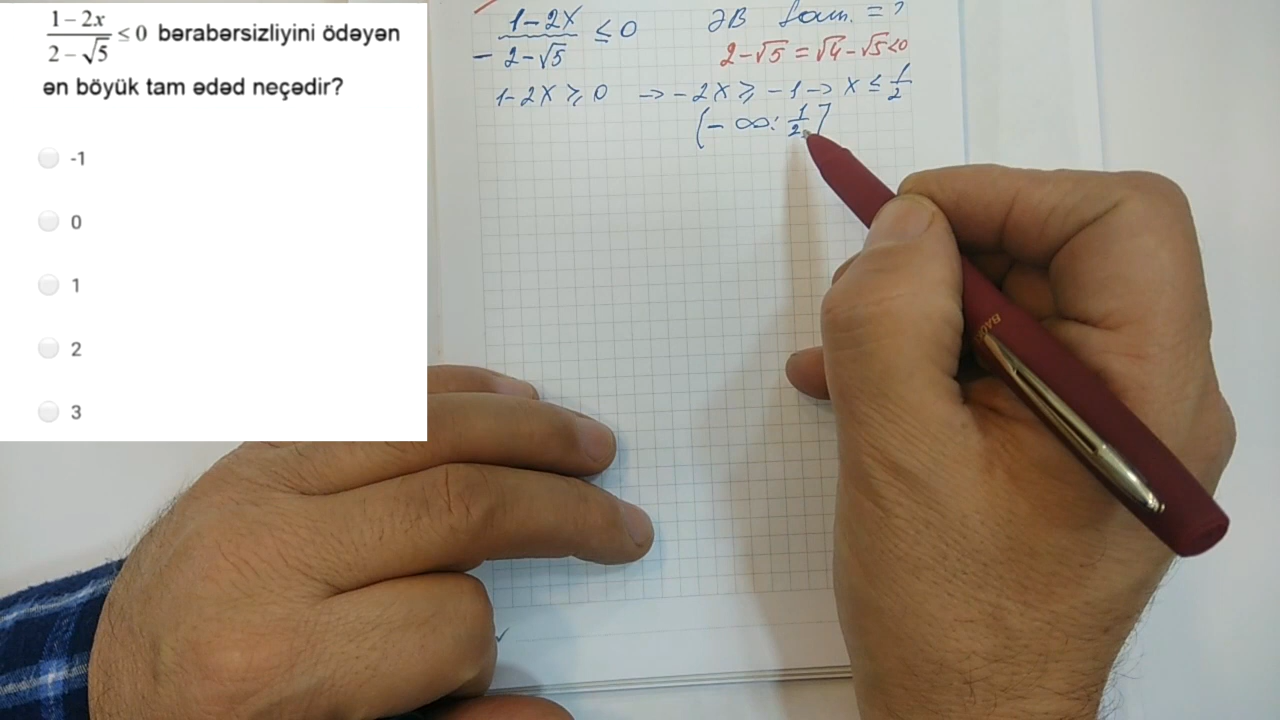 1 – 2x / 2 – √5 ≤ 0 bərabərsizliyini ödəyən
ən böyük tam ədəd neçədir?
-1
0
1
2
3
1-2x / - 2-√5 ≤ 0 ƏB tam. = ?
2-√5 = √4-√5<0
1-2x ≥ 0 → -2x ≥ -1 → x ≤ 1/2
(-∞; 1/2]